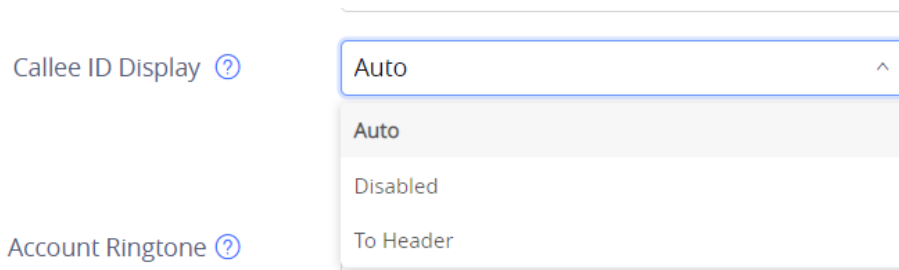 Callee ID Display ?
Auto
Auto
Disabled
To Header
Account Ringtone ?